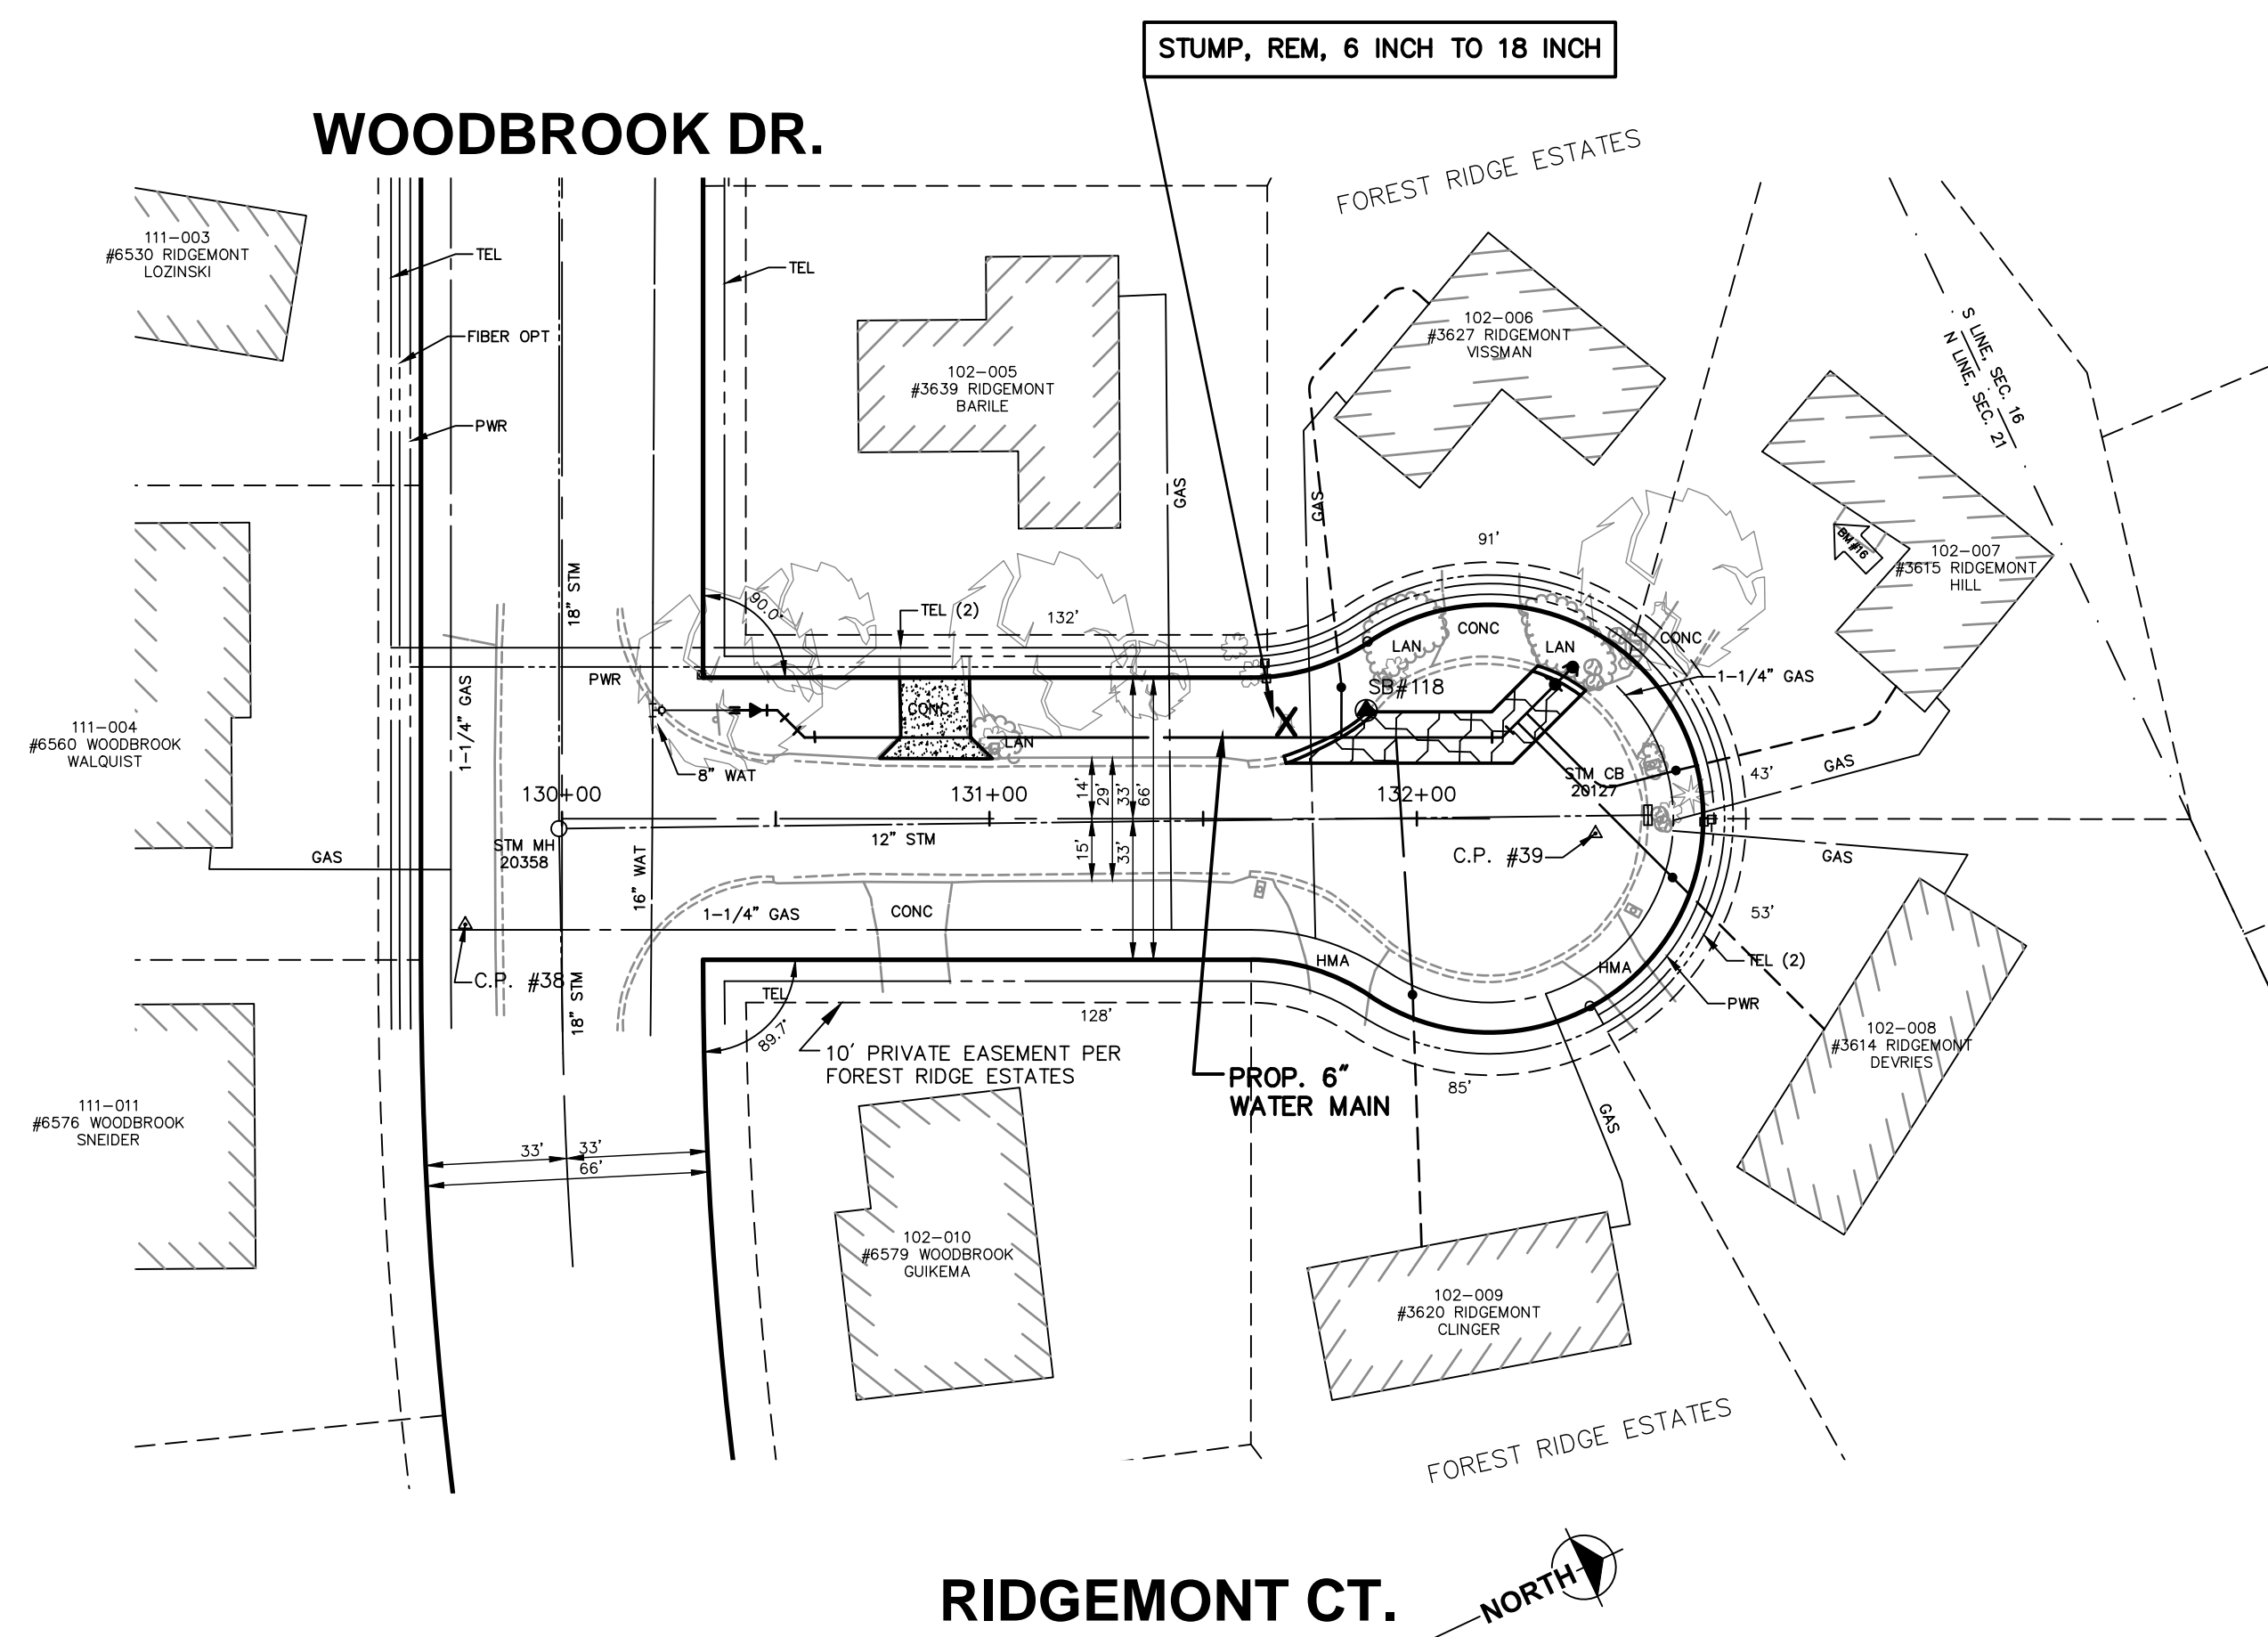 STUMP, REM, 6 INCH TO 18 INCH
WOODBROOK DR.
FOREST RIDGE ESTATES
111-003
#6530 RIDGEMONT
LOZINSKI
TEL
TEL
FIBER OPT
PWR
102-005
#3639 RIDGEMONT
BARILE
102-006
#3627 RIDGEMONT
VISSMAN
S LINE, SEC. 16
N LINE, SEC. 21
GAS
GAS
BM#16
102-007
#3615 RIDGEMONT
HILL
91'
18" STM
90.0°
TEL (2)
132'
LAN
CONC
LAN
CONC
1-1/4" GAS
PWR
1-1/4" GAS
SB#118
CONC
LAN
X
111-004
#6560 WOODBROOK
WALQUIST
8" WAT
STM CB
20127
43'
GAS
130+00
131+00
132+00
14'
29'
33'
66'
12" STM
15'
33'
STM MH
20358
C.P. #39
GAS
GAS
16" WAT
1-1/4" GAS
CONC
53'
HMA
HMA
TEL (2)
C.P. #38
18" STM
TEL
PWR
128'
89.7°
10' PRIVATE EASEMENT PER
FOREST RIDGE ESTATES
PROP. 6"
WATER MAIN
85'
GAS
102-008
#3614 RIDGEMONT
DEVRIES
111-011
#6576 WOODBROOK
SNEIDER
33'
33'
66'
102-010
#6579 WOODBROOK
GUIKEMA
102-009
#3620 RIDGEMONT
CLINGER
FOREST RIDGE ESTATES
RIDGEMONT CT.
NORTH